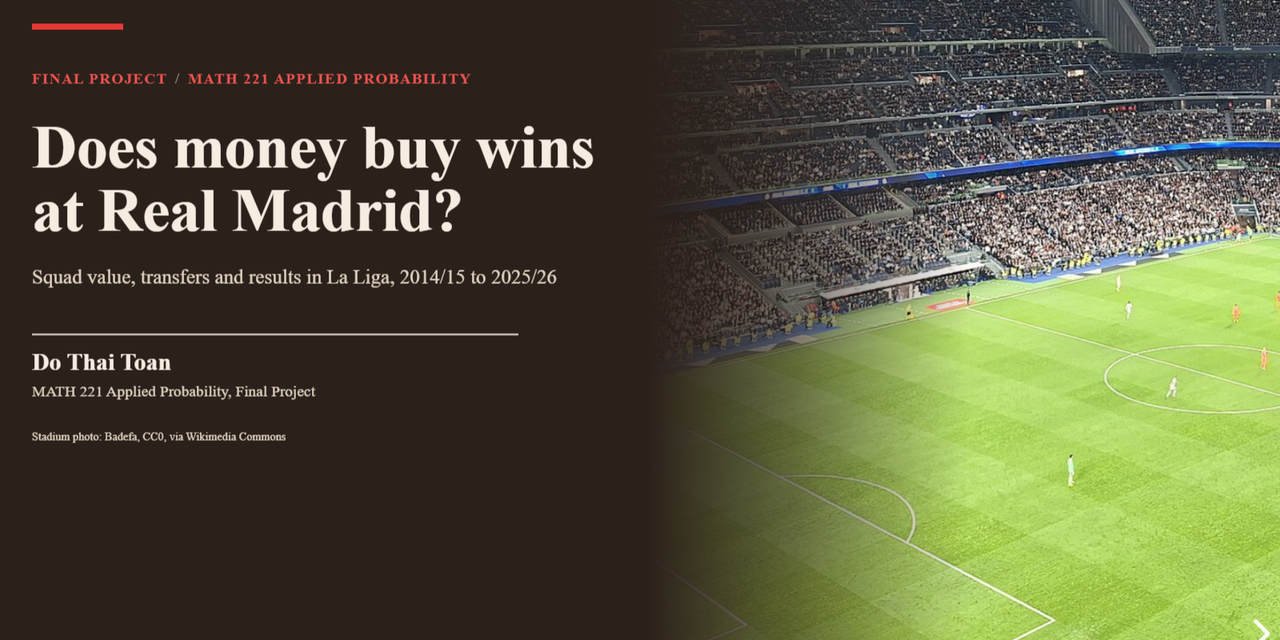 FINAL PROJECT / MATH 221 APPLIED PROBABILITY
Does money buy wins
at Real Madrid?
Squad value, transfers and results in La Liga, 2014/15 to 2025/26
Do Thai Toan
MATH 221 Applied Probability, Final Project
Stadium photo: Badefa, CC0, via Wikimedia Commons